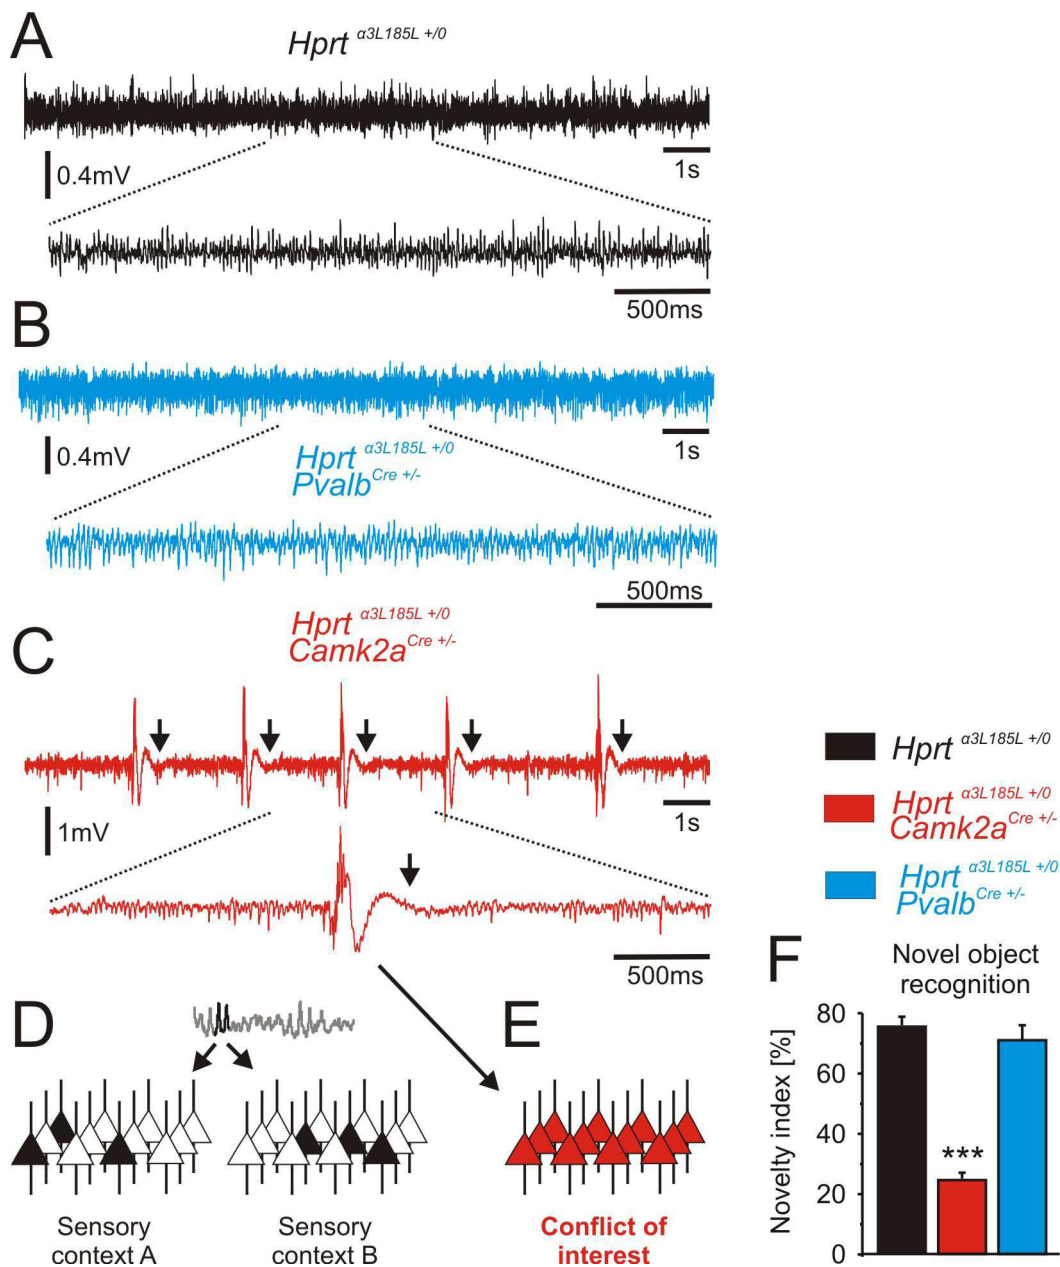 A
Hprt α3L185L +/0
0.4mV
1s
500ms
B
0.4mV
1s
Hprt α3L185L +/0
Pvalb Cre +/-
500ms
C
Hprt α3L185L +/0
Camk2a Cre +/-
1mV
1s
500ms
Hprt α3L185L +/0
Hprt α3L185L +/0
Camk2a Cre +/-
Hprt α3L185L +/0
Pvalb Cre +/-
D
Sensory
context A
Sensory
context B
E
Conflict of
interest
F
Novel object
recognition
Novelty index [%]
80
60
40
20
0
***